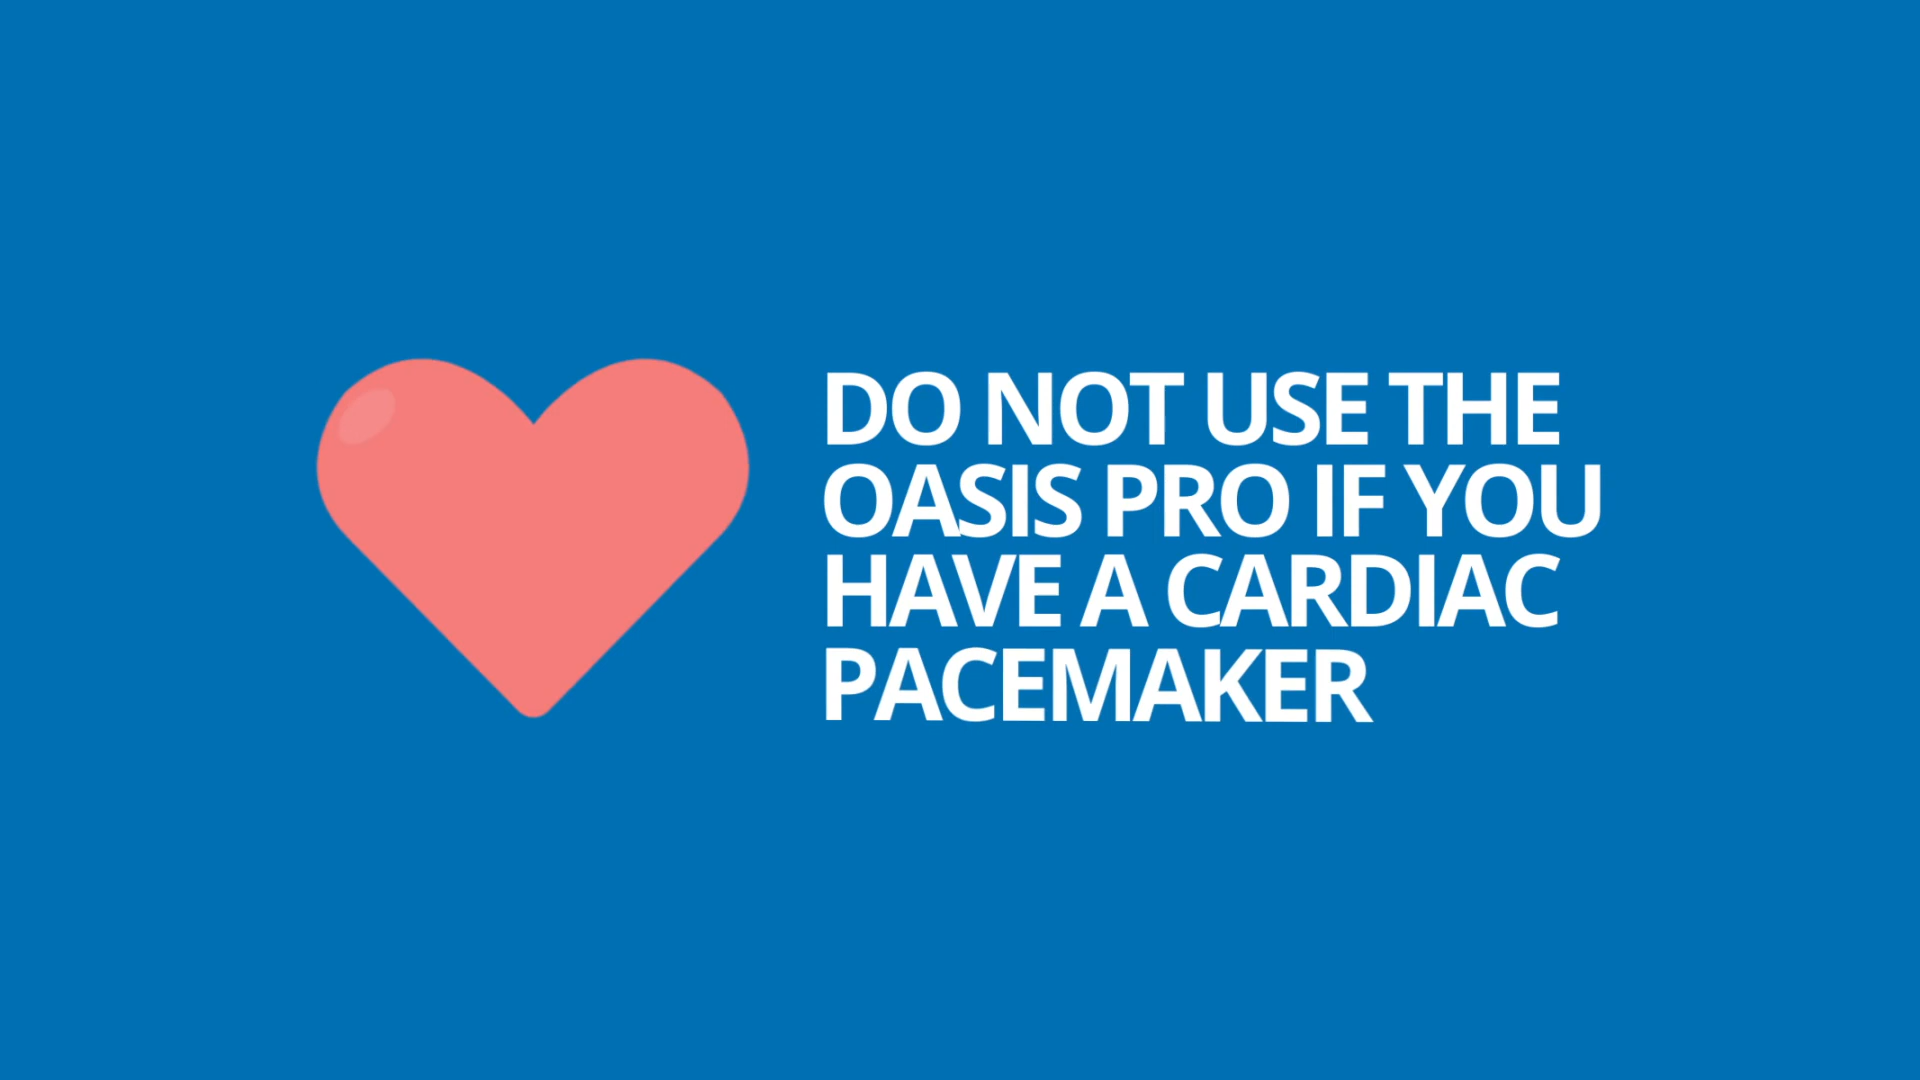 DO NOT USE THE
OASIS PRO IF YOU
HAVE A CARDIAC
PACEMAKER